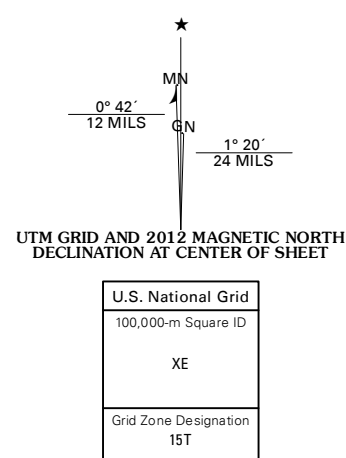 MN
0° 42´
12 MILS
GN
1° 20´
24 MILS
UTM GRID AND 2012 MAGNETIC NORTH
DECLINATION AT CENTER OF SHEET
U.S. National Grid
100,000-m Square ID
XE
Grid Zone Designation
15T